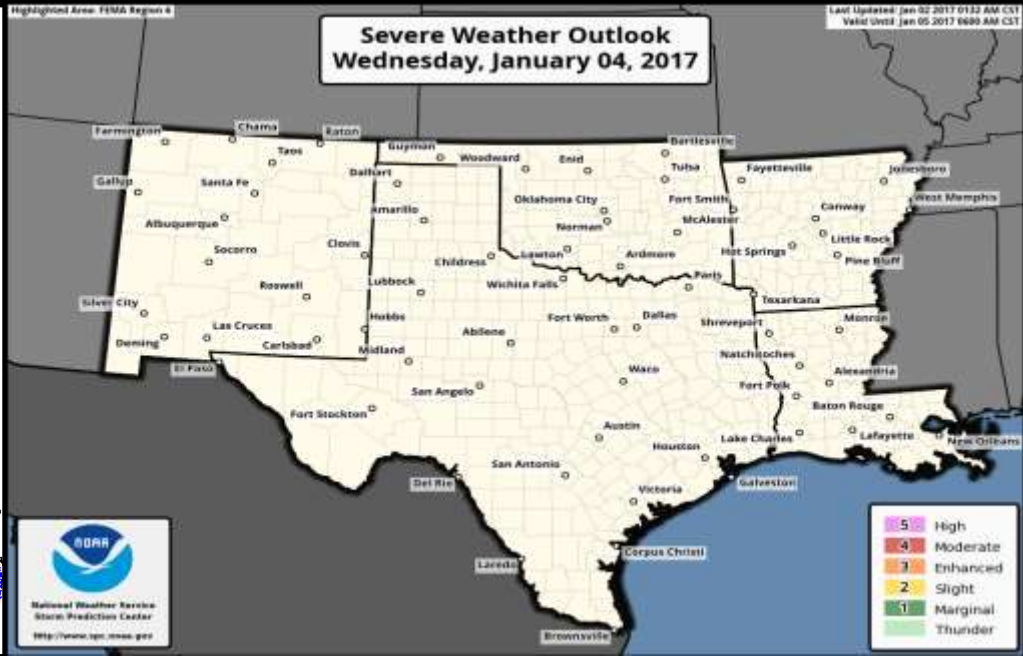 Highlighted Area: FEMA Region 6
Last Updated: Jan 02 2017 0132 AM CST
Valid Until: Jan 05 2017 0600 AM CST
Severe Weather Outlook
Wednesday, January 04, 2017
Farmington
Chama
Raton
Guymon
Bartlesville
Taos
Woodward
Enid
Tulsa
Fayetteville
Jonesboro
Gallup
Santa Fe
Dalhart
Oklahoma City
Fort Smith
West Memphis
Albuquerque
Amarillo
Norman
McAlester
Conway
Socorro
Clovis
Childress
Lawton
Ardmore
Hot Springs
Little Rock
Pine Bluff
Roswell
Lubbock
Wichita Falls
Paris
Texarkana
Silver City
Las Cruces
Hobbs
Abilene
Fort Worth
Dallas
Shreveport
Monroe
Deming
Carlsbad
Midland
Natchitoches
El Paso
San Angelo
Waco
Fort Polk
Alexandria
Fort Stockton
Baton Rouge
Austin
Houston
Lake Charles
Lafayette
New Orleans
Del Rio
San Antonio
Victoria
Galveston
Laredo
Corpus Christi
Brownsville
NOAA
National Weather Service
Storm Prediction Center
http://www.spc.noaa.gov
5 High
4 Moderate
3 Enhanced
2 Slight
1 Marginal
Thunder